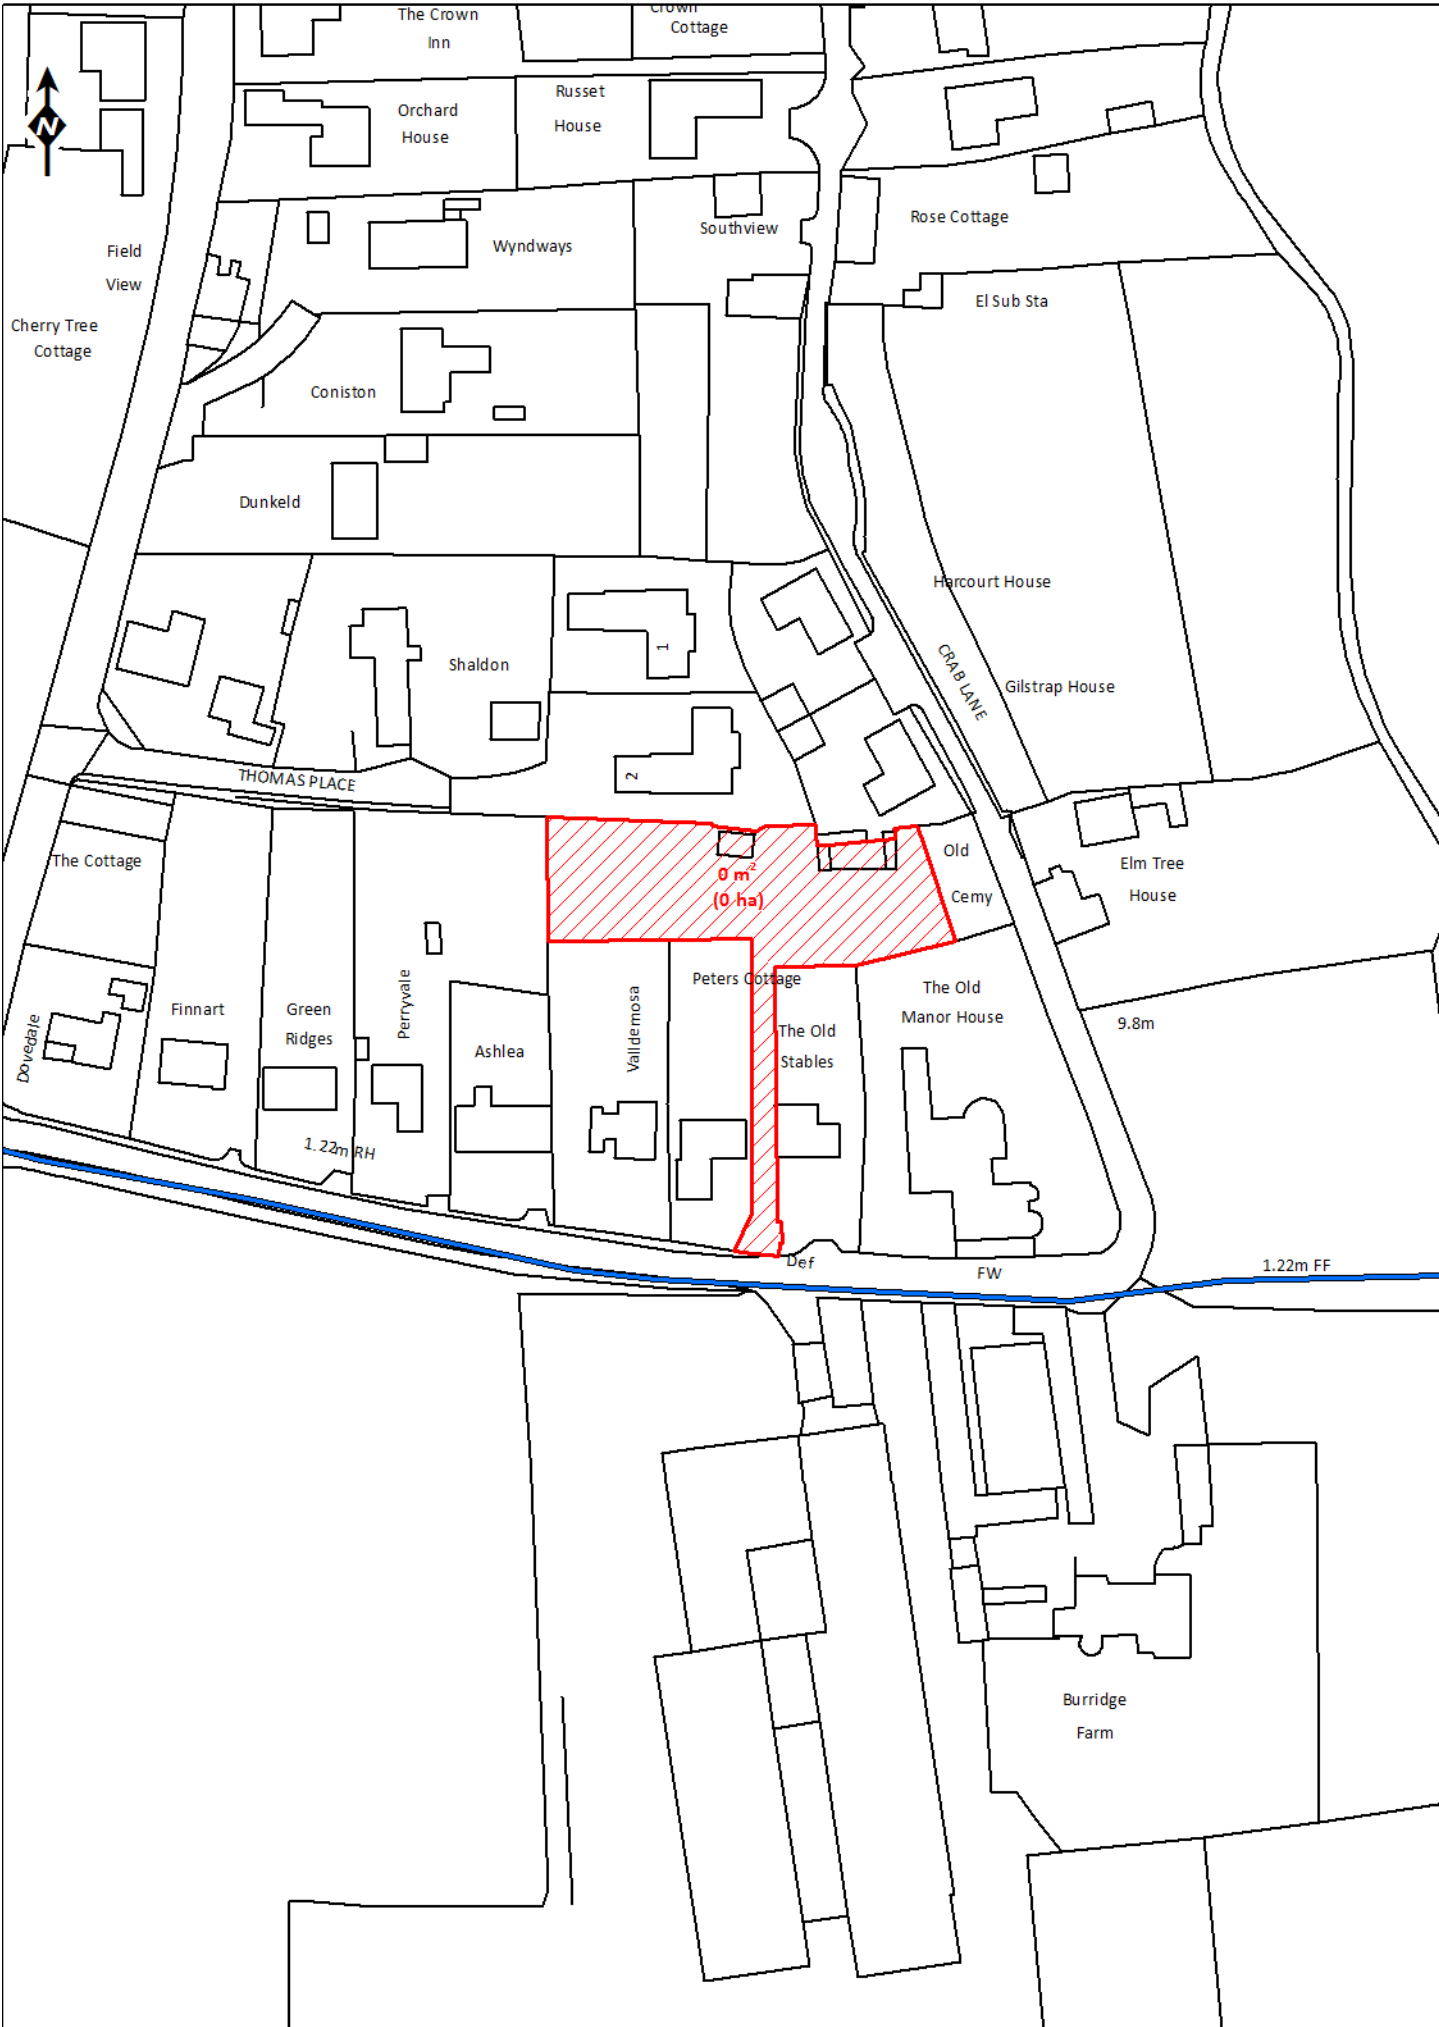 The Crown
Inn
Crown
Cottage
N
Orchard
House
Russet
House
Field
View
Wyndways
Southview
Rose Cottage
Cherry Tree
Cottage
El Sub Sta
Coniston
Dunkeld
Harcourt House
Shaldon
1
CRAB LANE
Gilstrap House
THOMAS PLACE
2
The Cottage
0 m²
(0 ha)
Old
Cemy
Elm Tree
House
Dovedale
Finnart
Green
Ridges
Perryvale
Ashlea
Valldemosa
Peters Cottage
The Old
Stables
The Old
Manor House
9.8m
1.22m RH
Def
FW
1.22m FF
Burridge
Farm